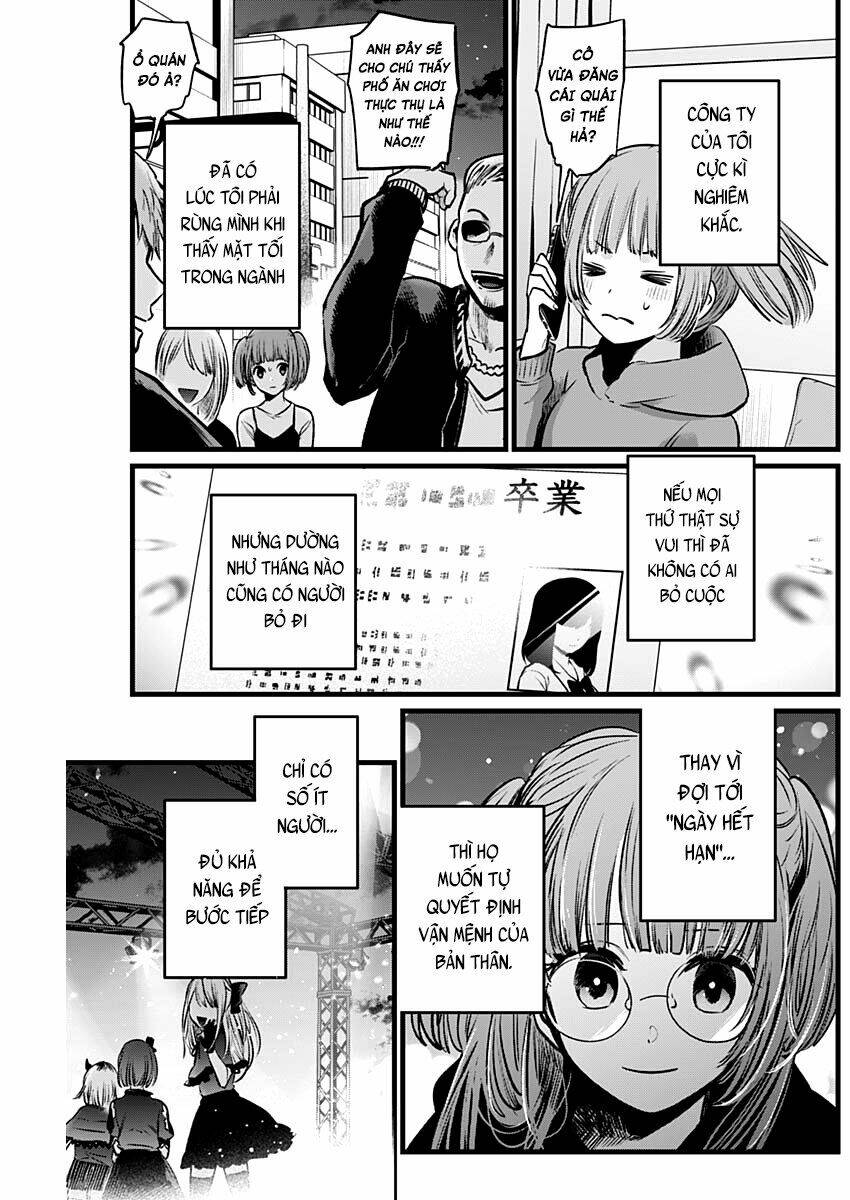 CÔ
VỪA ĐĂNG
CÁI QUÁI
GÌ THẾ
HẢ?
CÔNG TY
CỦA TÔI
CỰC KÌ
NGHIÊM
KHẮC.
ANH ĐÂY SẼ
CHO CHÚ THẤY
PHỐ ĂN CHƠI
THỰC THỤ LÀ
NHƯ THẾ
NÀO!!!
Ổ QUÁN
ĐÓ À?
ĐÃ CÓ
LÚC TÔI PHẢI
RÙNG MÌNH KHI
THẤY MẶT TỐI
TRONG NGÀNH
NẾU MỌI
THỨ THẬT SỰ
VUI THÌ ĐÃ
KHÔNG CÓ AI
BỎ CUỘC
卒業
NHƯNG DƯỜNG
NHƯ THÁNG NÀO
CŨNG CÓ NGƯỜI
BỎ ĐI
THAY VÌ
ĐỢI TỚI
"NGÀY HẾT
HẠN"...
THÌ HỌ
MUỐN TỰ
QUYẾT ĐỊNH
VẬN MỆNH CỦA
BẢN THÂN.
CHỈ CÓ
SỐ ÍT
NGƯỜI...
ĐỦ KHẢ
NĂNG ĐỂ
BƯỚC TIẾP